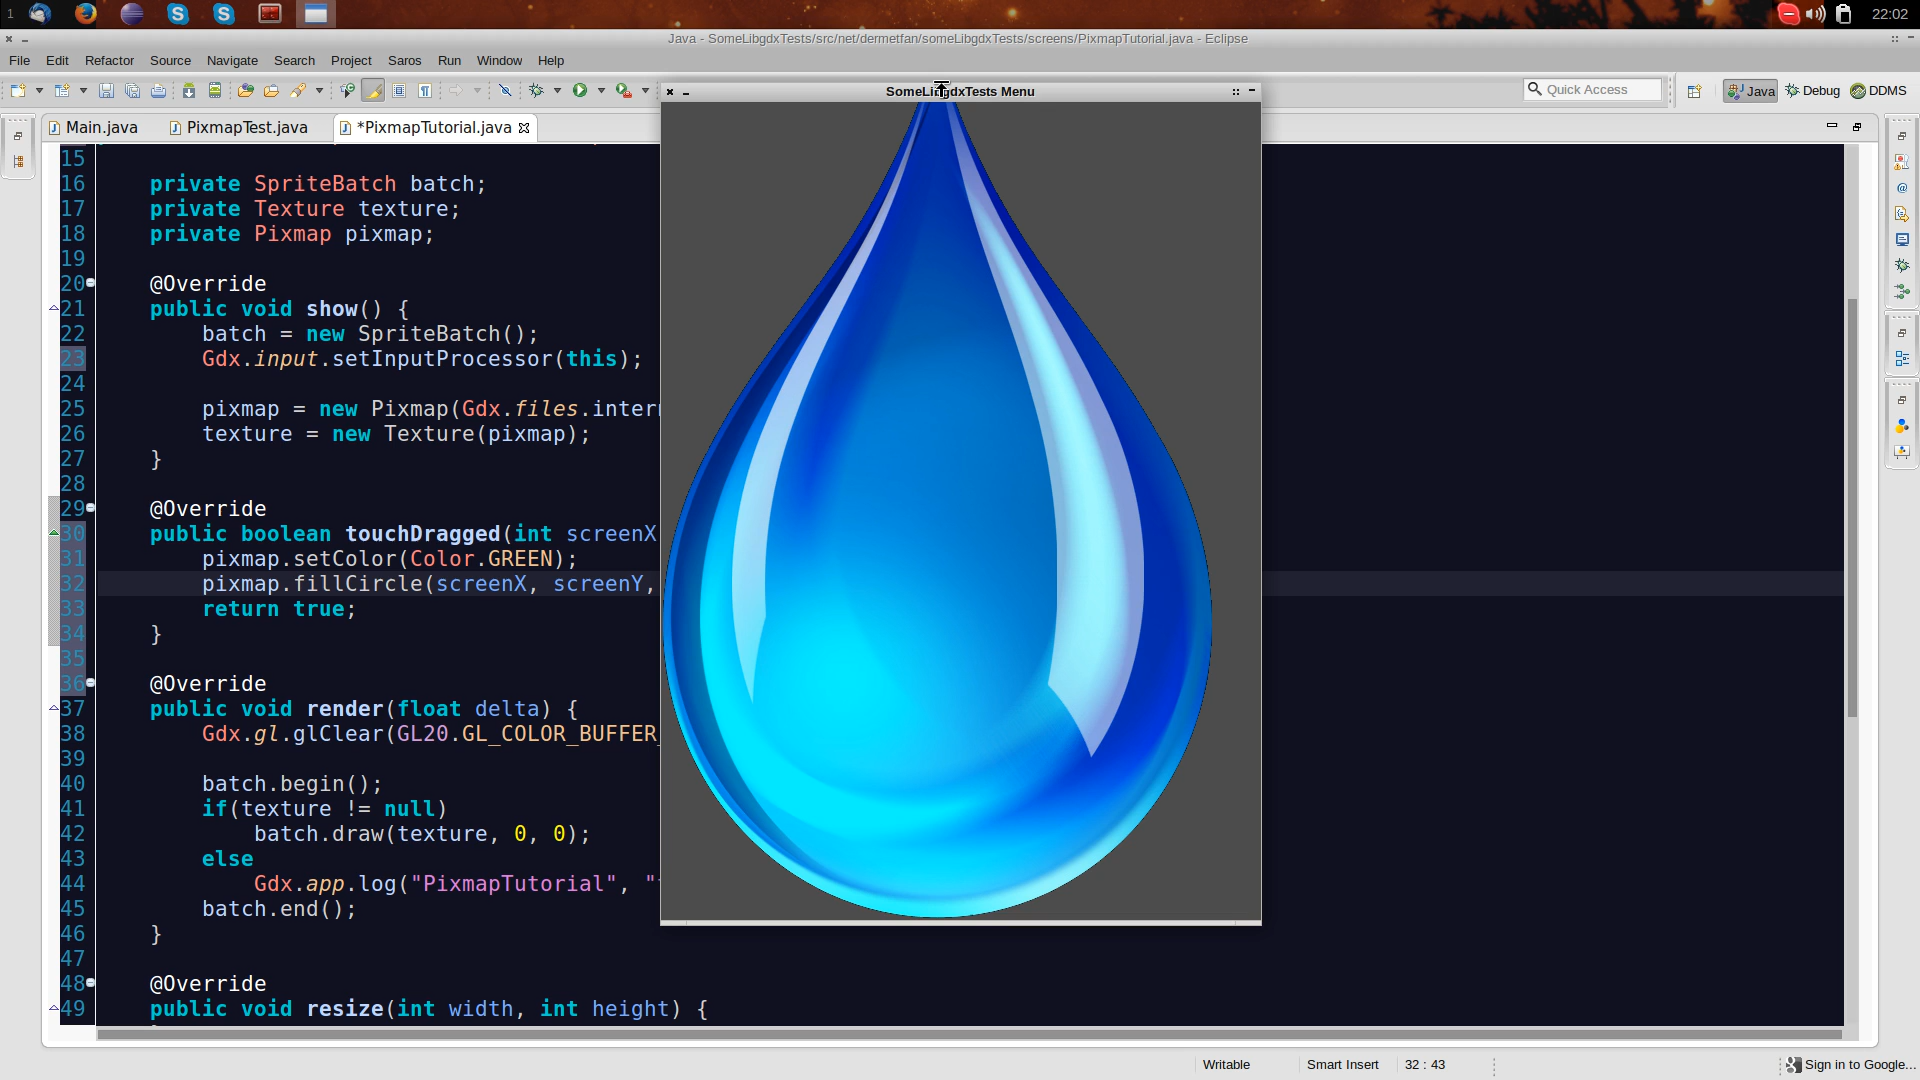 1
22:02
Java - SomeLibgdxTests/src/net/dermetfan/someLibgdxTests/screens/PixmapTutorial.java - Eclipse
File Edit Refactor Source Navigate Search Project Saros Run Window Help
Quick Access
Java Debug DDMS
SomeLibgdxTests Menu
Main.java PixmapTest.java *PixmapTutorial.java
15
16 private SpriteBatch batch;
17 private Texture texture;
18 private Pixmap pixmap;
19
20 @Override
21 public void show() {
22 batch = new SpriteBatch();
23 Gdx.input.setInputProcessor(this);
24
25 pixmap = new Pixmap(Gdx.files.inter
26 texture = new Texture(pixmap);
27 }
28
29 @Override
30 public boolean touchDragged(int screenX
31 pixmap.setColor(Color.GREEN);
32 pixmap.fillCircle(screenX, screenY,
33 return true;
34 }
35
36 @Override
37 public void render(float delta) {
38 Gdx.gl.glClear(GL20.GL_COLOR_BUFFER_
39
40 batch.begin();
41 if(texture != null)
42 batch.draw(texture, 0, 0);
43 else
44 Gdx.app.log("PixmapTutorial", "
45 batch.end();
46 }
47
48 @Override
49 public void resize(int width, int height) {
Writable Smart Insert 32 : 43 Sign in to Google...